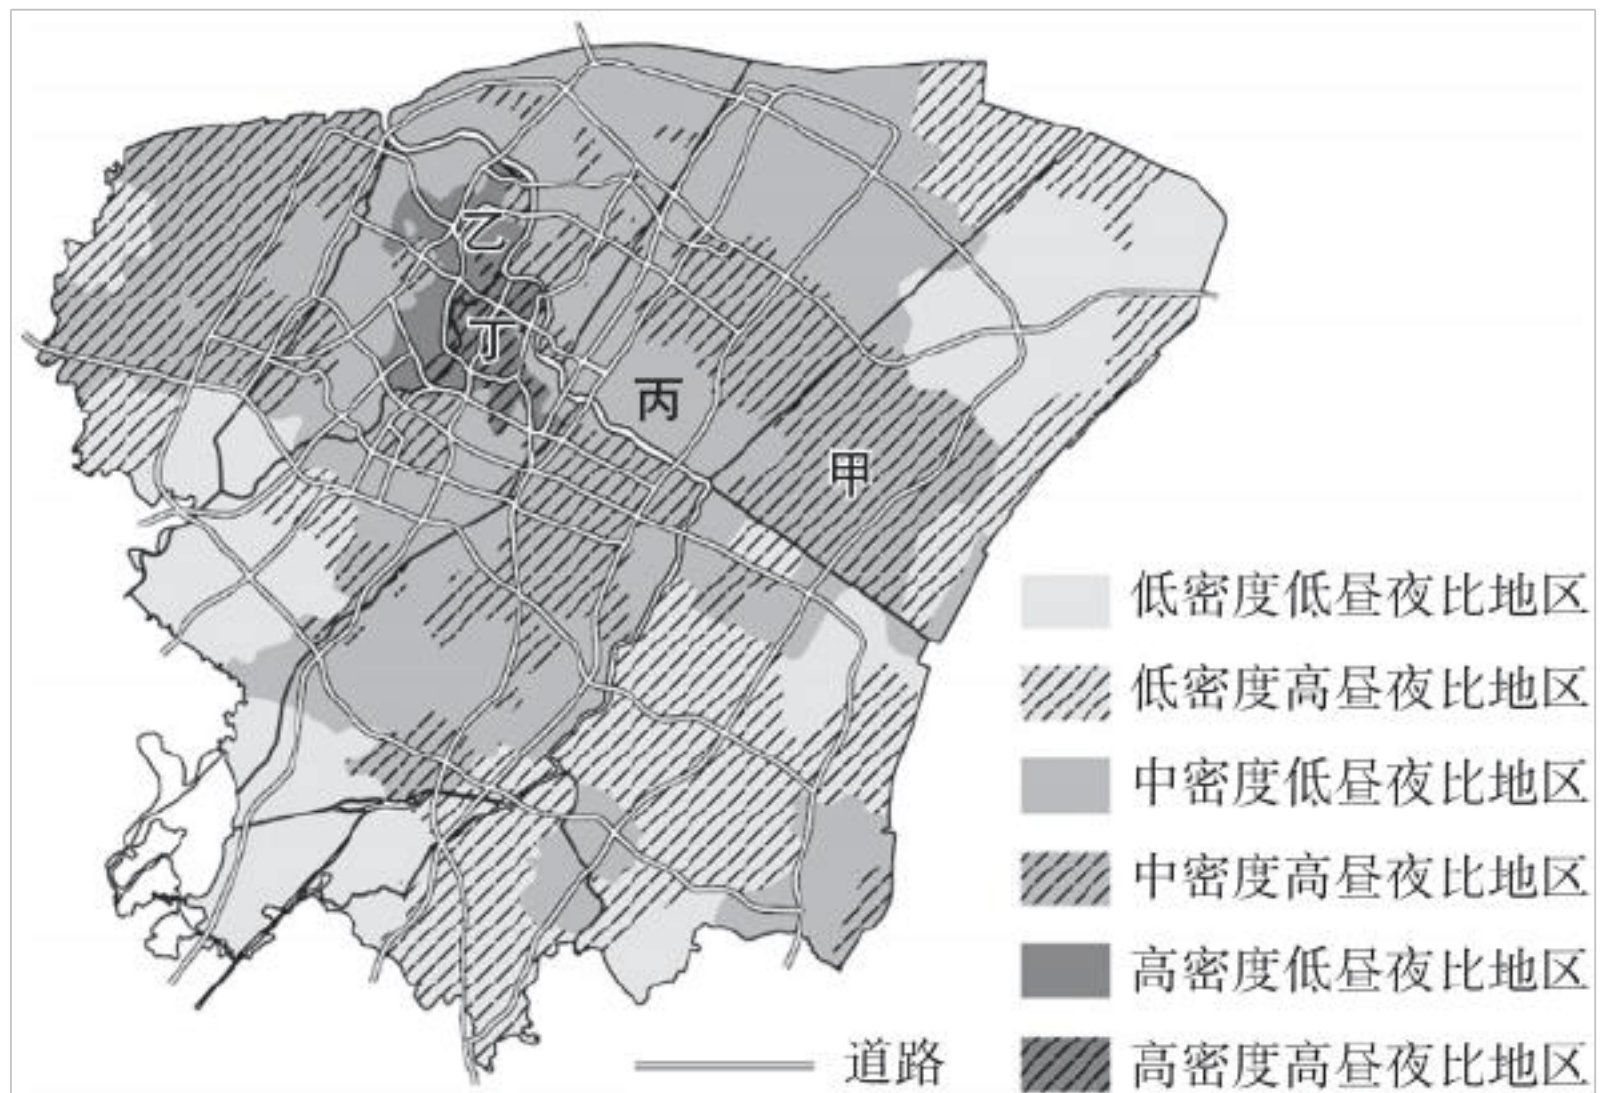 乙
丁
丙
甲
低密度低昼夜比地区
低密度高昼夜比地区
中密度低昼夜比地区
中密度高昼夜比地区
高密度低昼夜比地区
道路
高密度高昼夜比地区